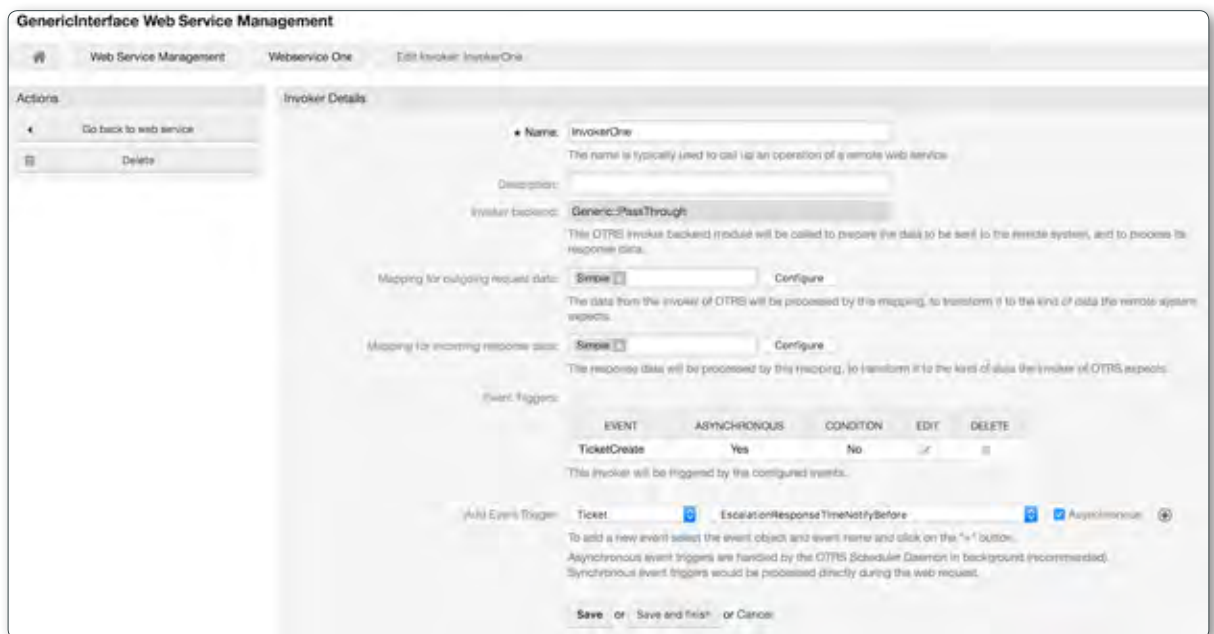 GenericInterface Web Service Management
Web Service Management Webservice One Edit Invoker: InvokerOne
Actions
Go back to web service
Delete
Invoker Details
★ Name: InvokerOne
The name is typically used to call up an operation of a remote web service.
Description:
Invoker backend: Generic::PassThrough
This OTRS invoker backend module will be called to prepare the data to be sent to the remote system, and to process its
response data.
Mapping for outgoing request data: Simple Configure
The data from the invoker of OTRS will be processed by this mapping, to transform it to the kind of data the remote system
expects.
Mapping for incoming response data: Simple Configure
The response data will be processed by this mapping, to transform it to the kind of data the invoker of OTRS expects.
Event Triggers:
EVENT ASYNCHRONOUS CONDITON EDIT DELETE
TicketCreate Yes No
This invoker will be triggered by the configured events.
Add Event Trigger: Ticket EscalationResponseTimeNotifyBefore Asynchronous
To add a new event select the event object and event name and click on the "+" button.
Asynchronous event triggers are handled by the OTRS Scheduler Daemon in background (recommended).
Synchronous event triggers would be processed directly during the web request.
Save or Save and finish or Cancel